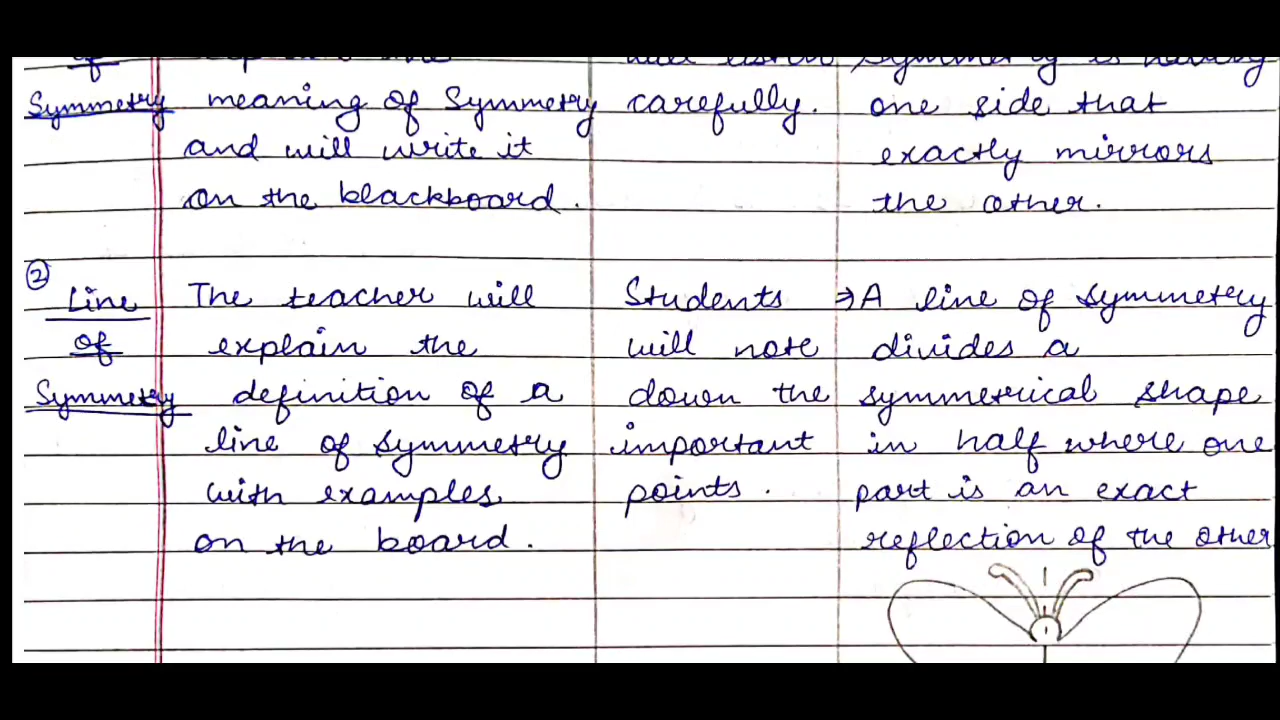 of
Symmetry meaning of Symmetry carefully. one side that
and will write it exactly mirrors
on the blackboard. the other.
②
Line The teacher will Students ⇒ A line of symmetry
of explain the will note divides a
Symmetry definition of a down the symmetrical shape
line of symmetry important in half where one
with examples points. part is an exact
on the board. reflection of the other